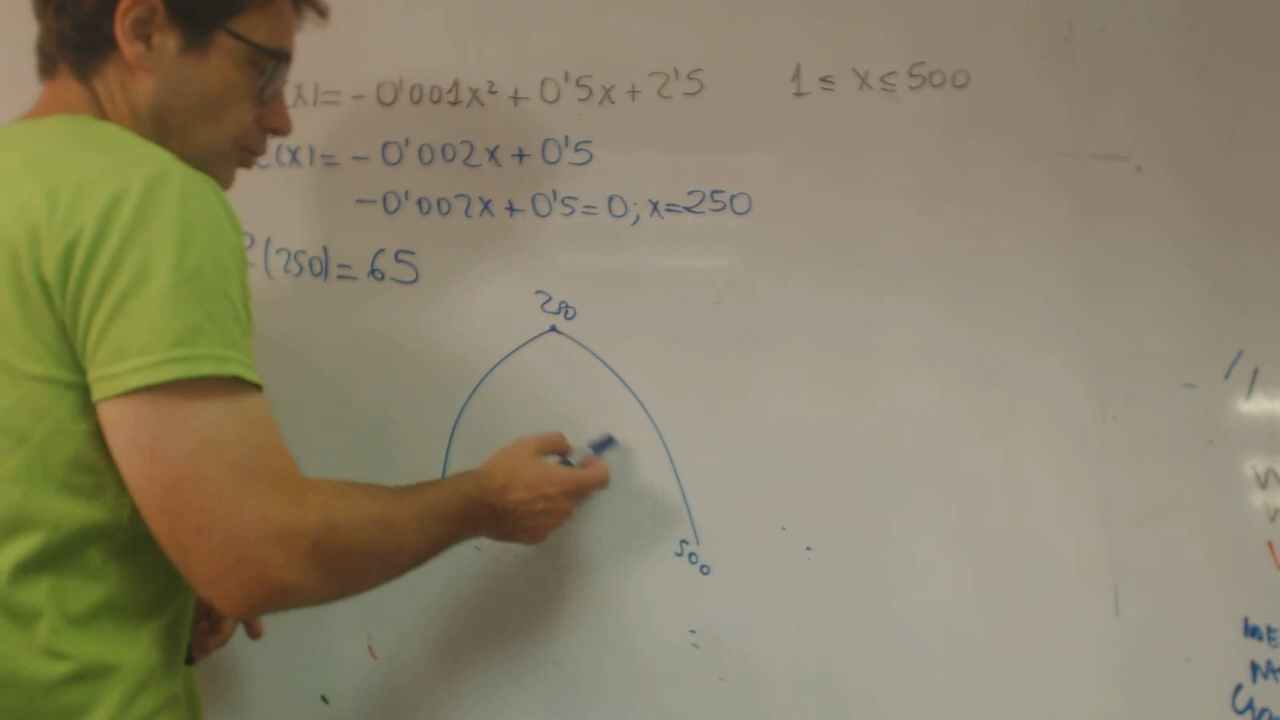 (x)=-0'001x²+0'5x+2'5 1≤x≤500
(x)=-0'002x+0'5
-0'002x+0'5=0; x=250
(250)=65
250
500